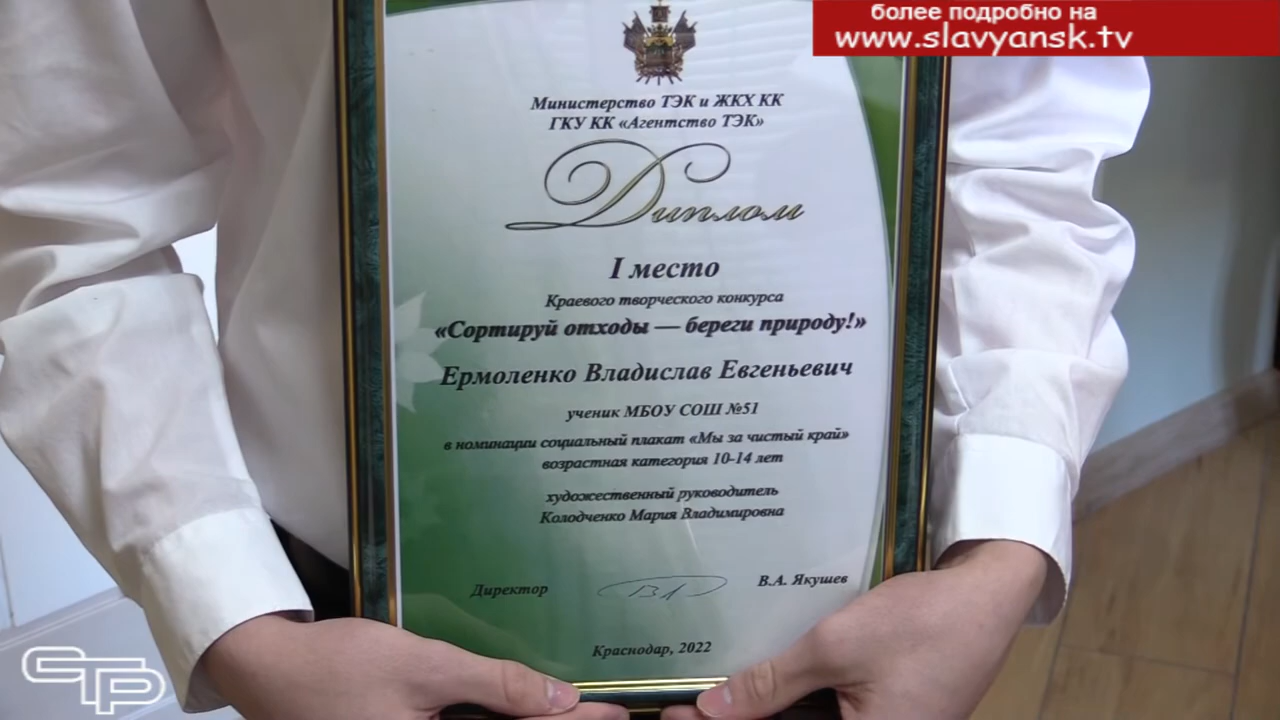 более подробно на
www.slavyansk.tv
Министерство ТЭК и ЖКХ КК
ГКУ КК «Агентство ТЭК»
Диплом
I место
Краевого творческого конкурса
«Сортируй отходы — береги природу!»
Ермоленко Владислав Евгеньевич
ученик МБОУ СОШ №51
в номинации социальный плакат «Мы за чистый край»
возрастная категория 10-14 лет
художественный руководитель
Колодченко Мария Владимировна
Директор В.А. Якушев
Краснодар, 2022
СТР